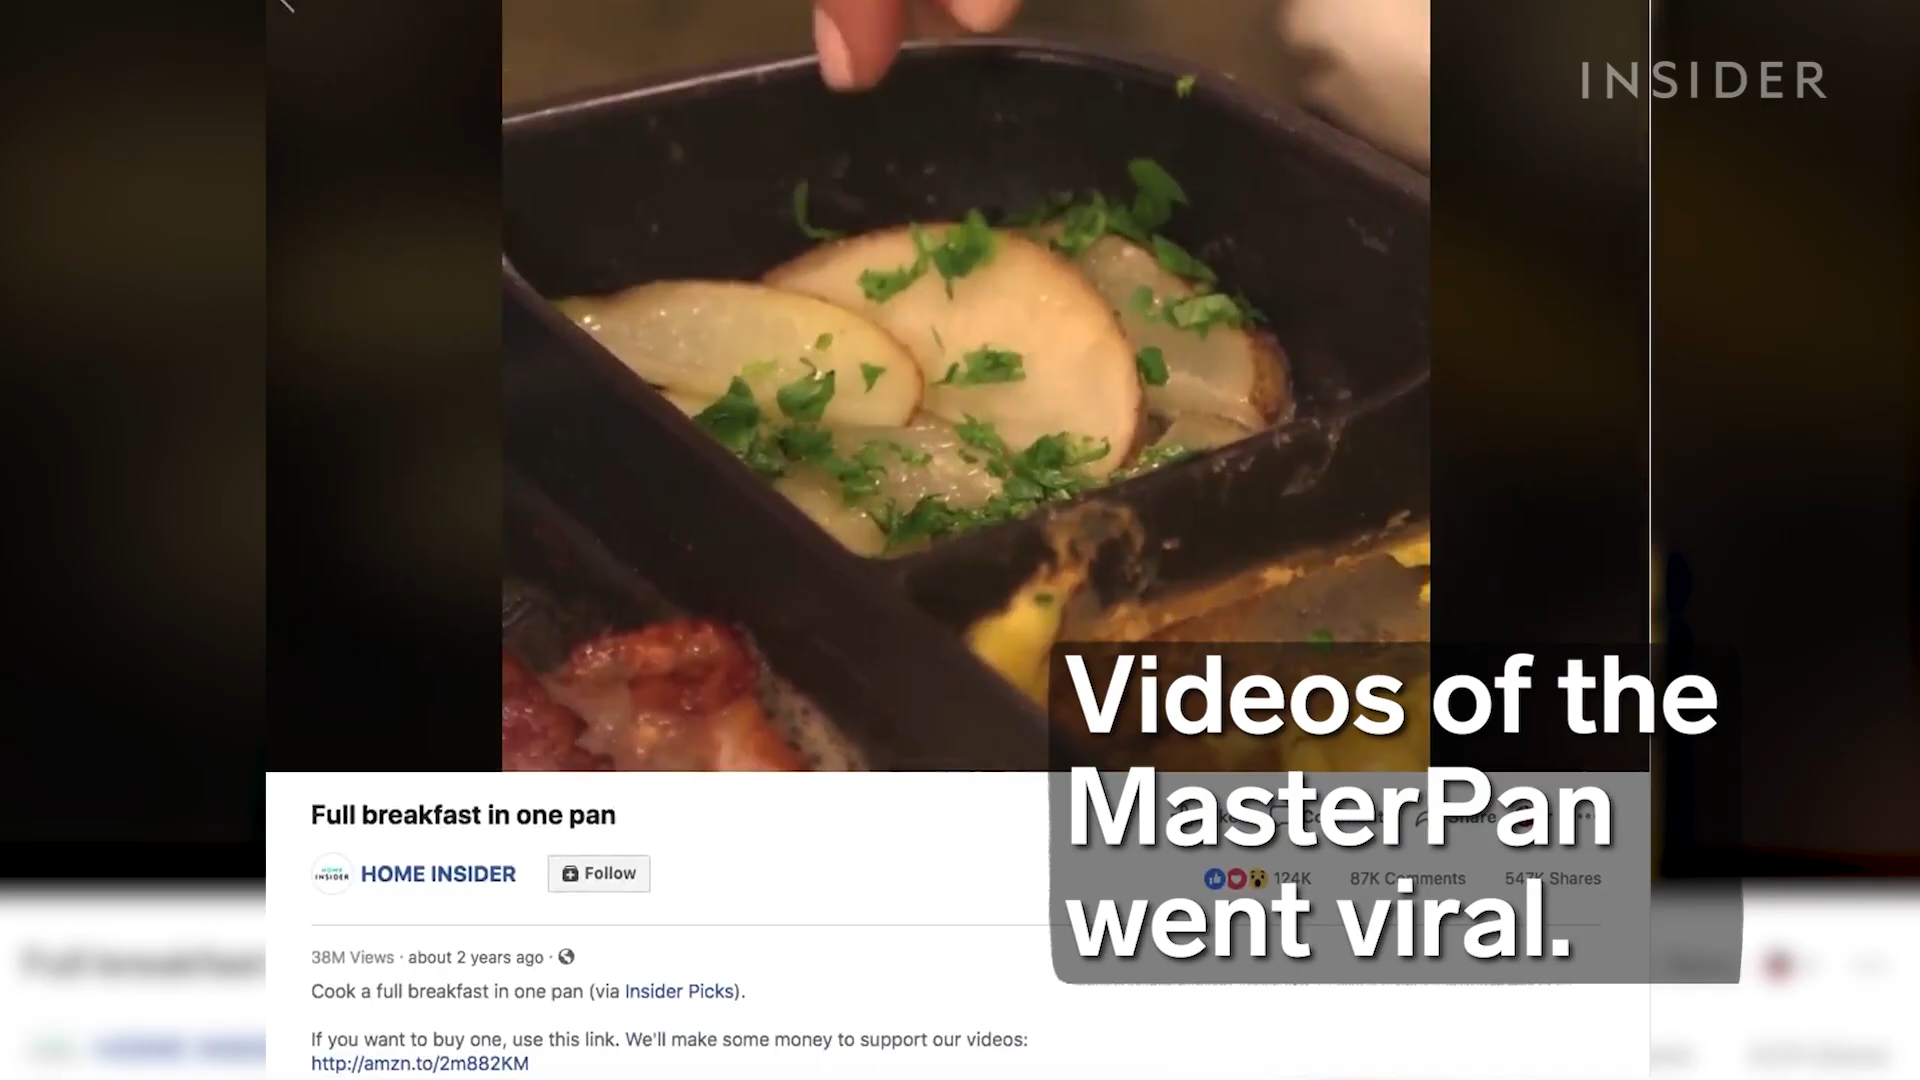 INSIDER
Videos of the
MasterPan
went viral.
Full breakfast in one pan
HOME INSIDER
HOME INSIDER
Follow
Share
124K 87K Comments 547K Shares
38M Views · about 2 years ago ·
Cook a full breakfast in one pan (via Insider Picks).
If you want to buy one, use this link. We'll make some money to support our videos:
http://amzn.to/2m882KM